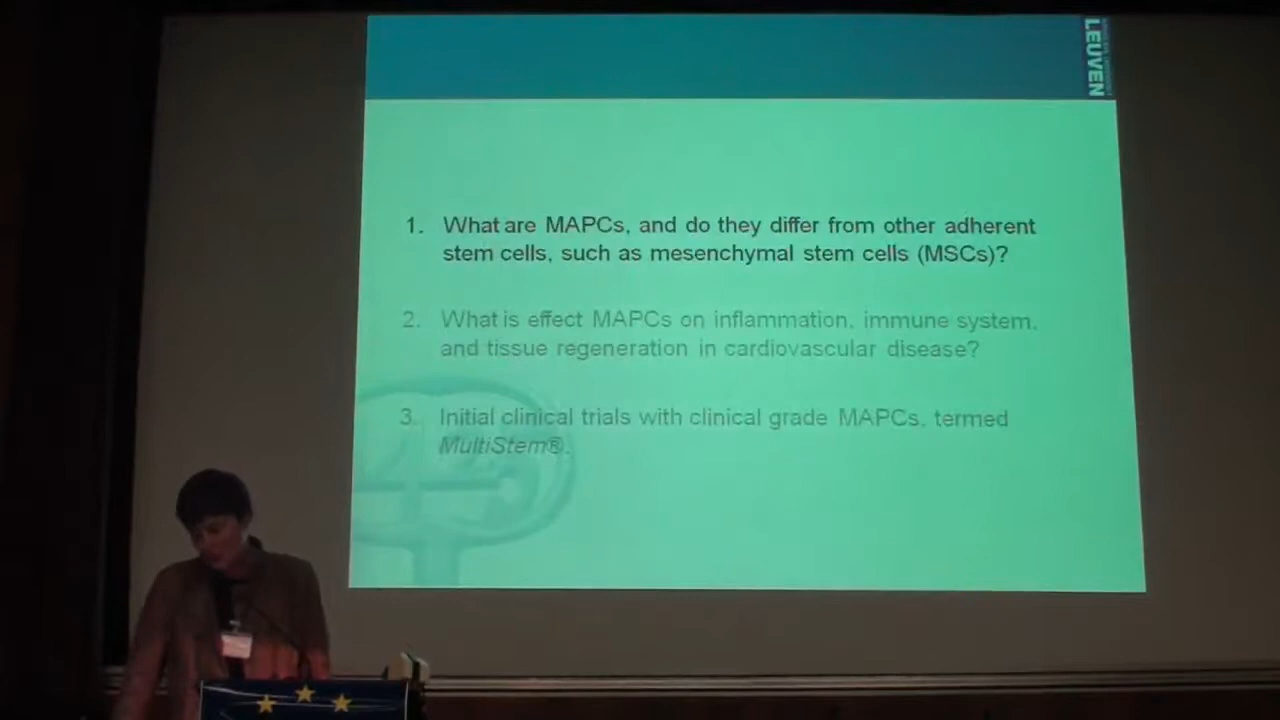 LEUVEN
1. What are MAPCs, and do they differ from other adherent
stem cells, such as mesenchymal stem cells (MSCs)?
2. What is effect MAPCs on inflammation, immune system,
and tissue regeneration in cardiovascular disease?
3. Initial clinical trials with clinical grade MAPCs, termed
MultiStem®.